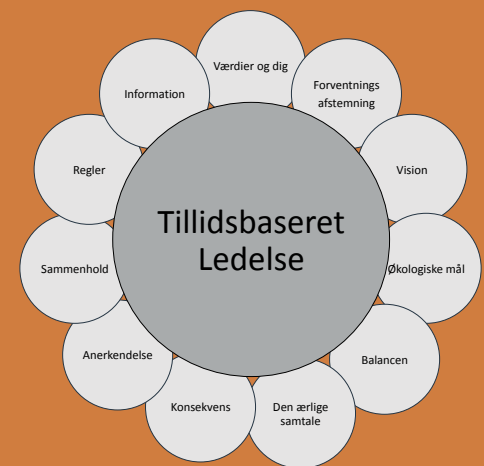 Værdier og dig
Forventnings
afstemning
Vision
Økologiske mål
Balancen
Den ærlige
samtale
Konsekvens
Anerkendelse
Sammenhold
Regler
Information
Tillidsbaseret
Ledelse